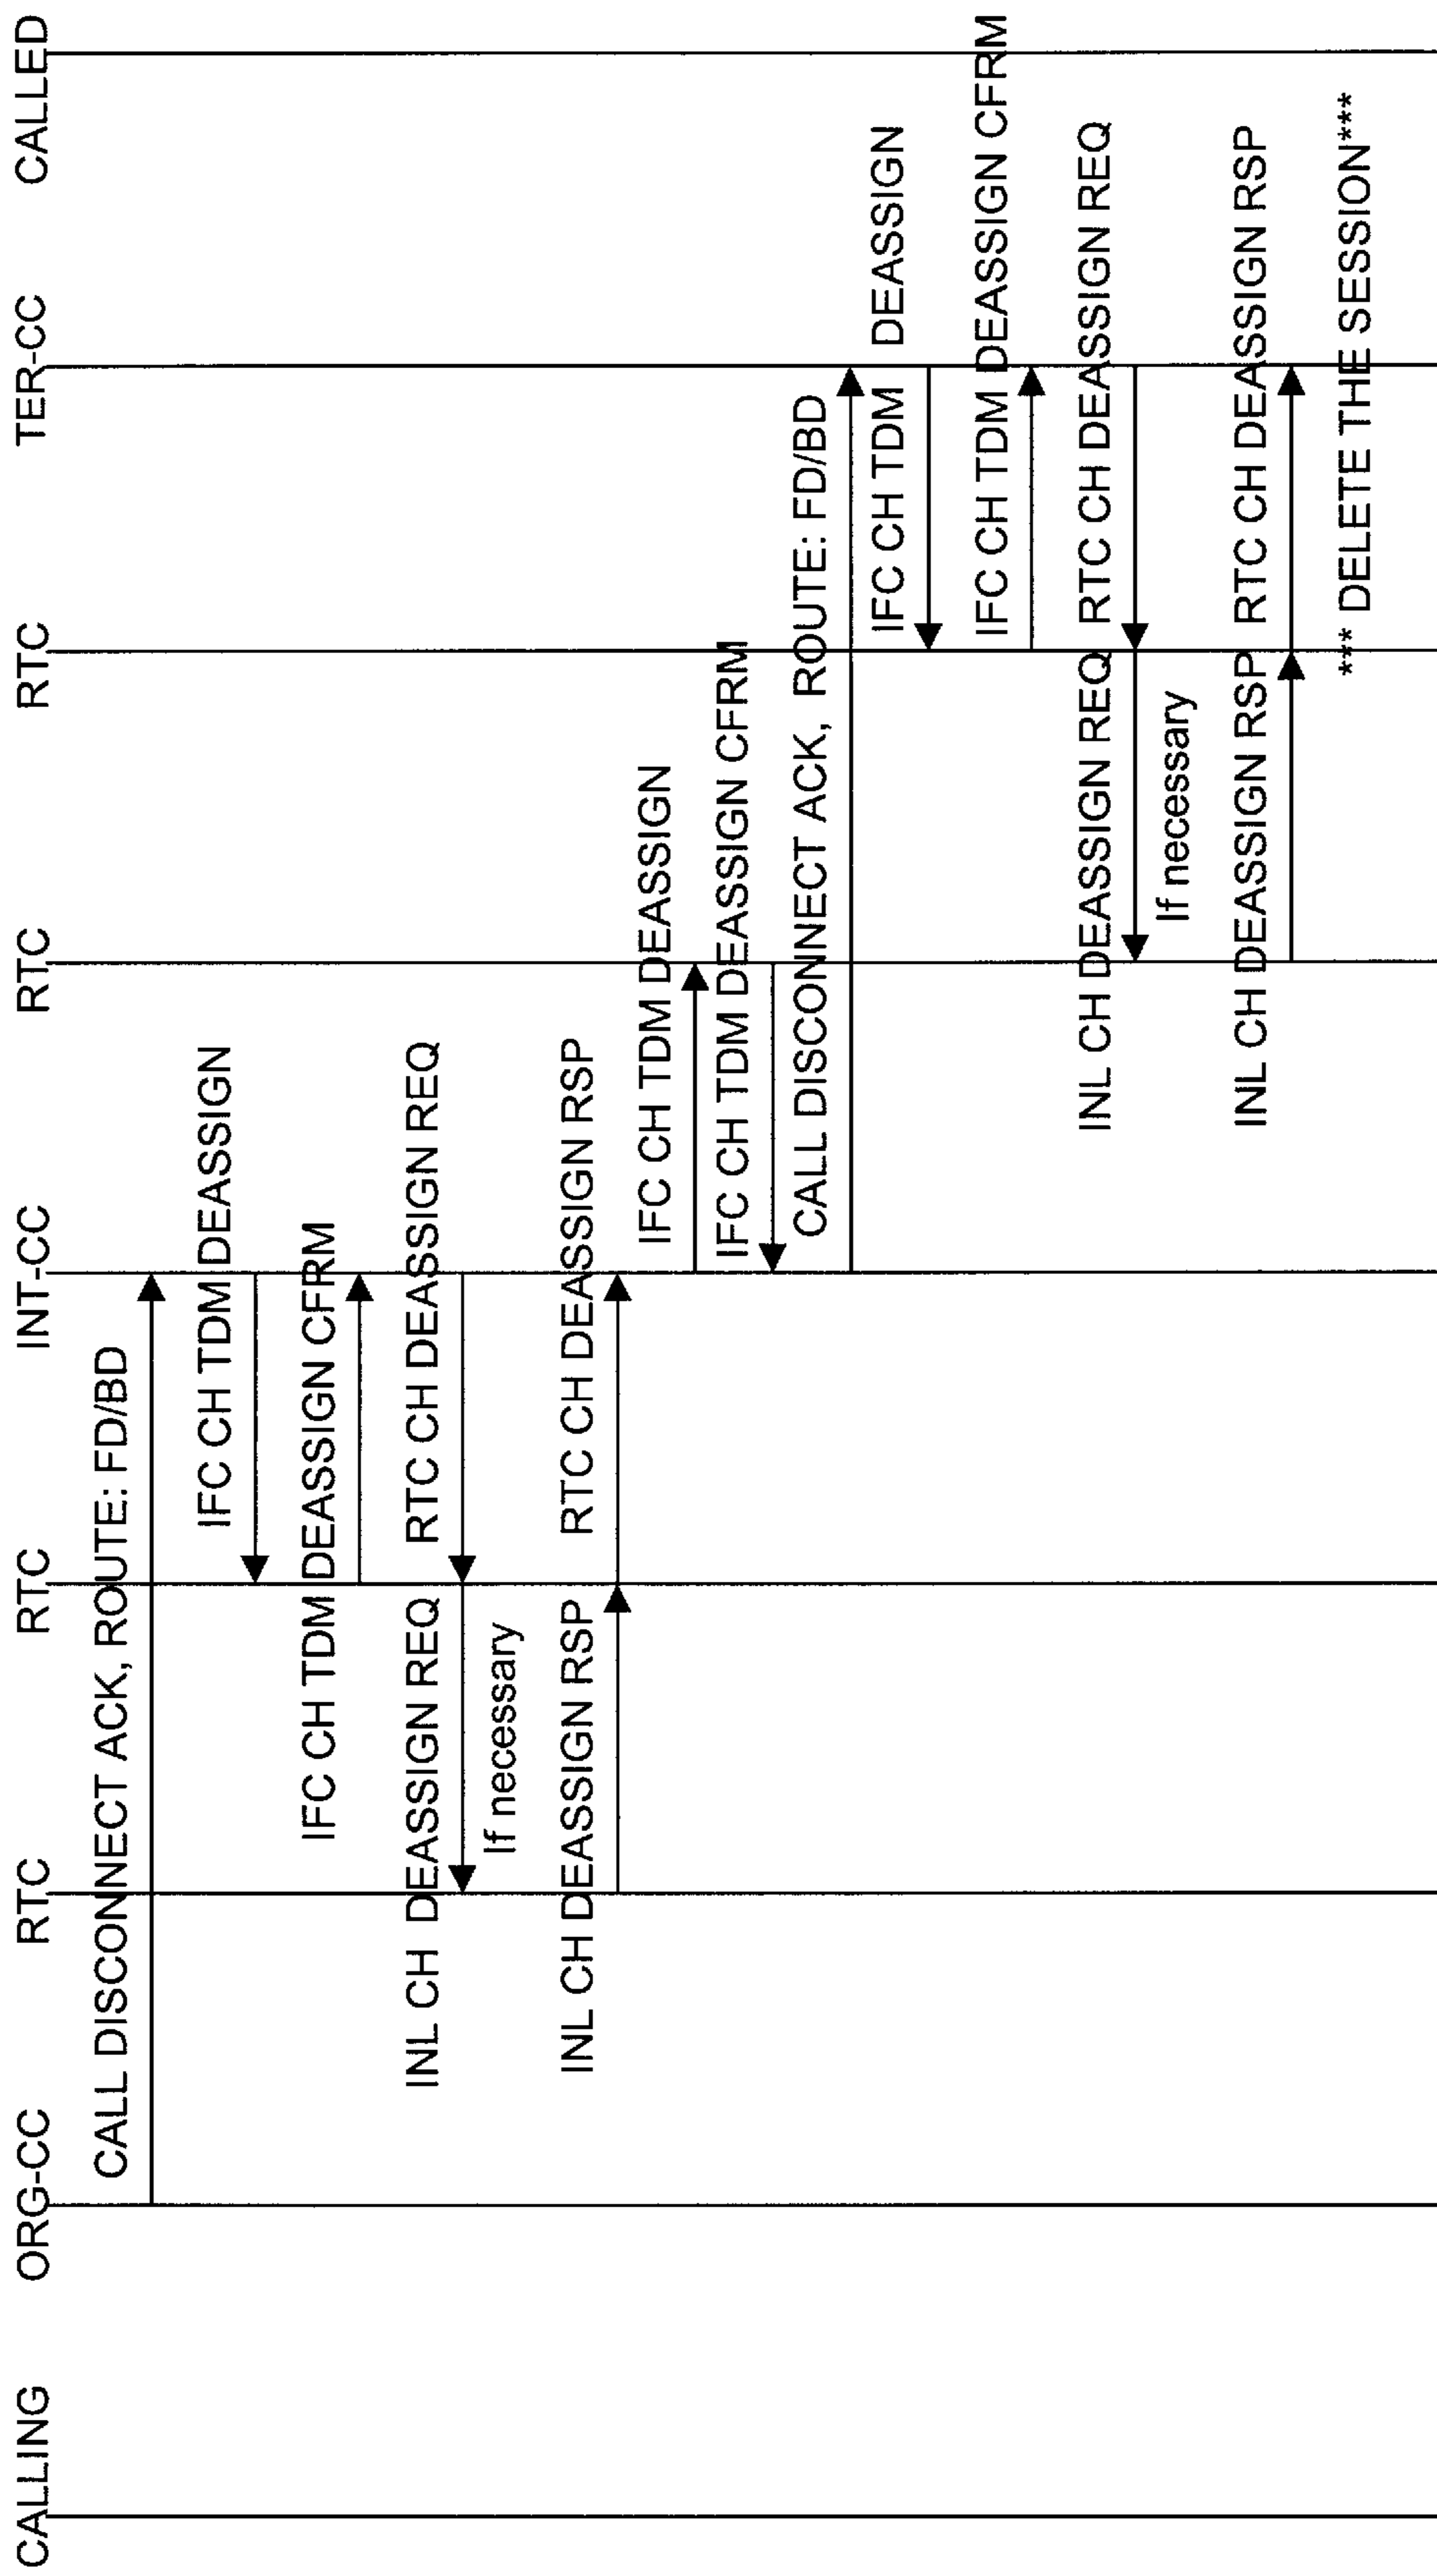 CALLING
ORG-CC
RTC
RTC
INT-CC
RTC
RTC
TER-CC
CALLED
CALL DISCONNECT ACK, ROUTE: FD/BD
IFC CH TDM DEASSIGN
IFC CH TDM DEASSIGN CFRM
INL CH DEASSIGN REQ
RTC CH DEASSIGN REQ
If necessary
INL CH DEASSIGN RSP
RTC CH DEASSIGN RSP
IFC CH TDM DEASSIGN
IFC CH TDM DEASSIGN CFRM
CALL DISCONNECT ACK, ROUTE: FD/BD
IFC CH TDM DEASSIGN
IFC CH TDM DEASSIGN CFRM
INL CH DEASSIGN REQ
RTC CH DEASSIGN REQ
If necessary
INL CH DEASSIGN RSP
RTC CH DEASSIGN RSP
*** DELETE THE SESSION***